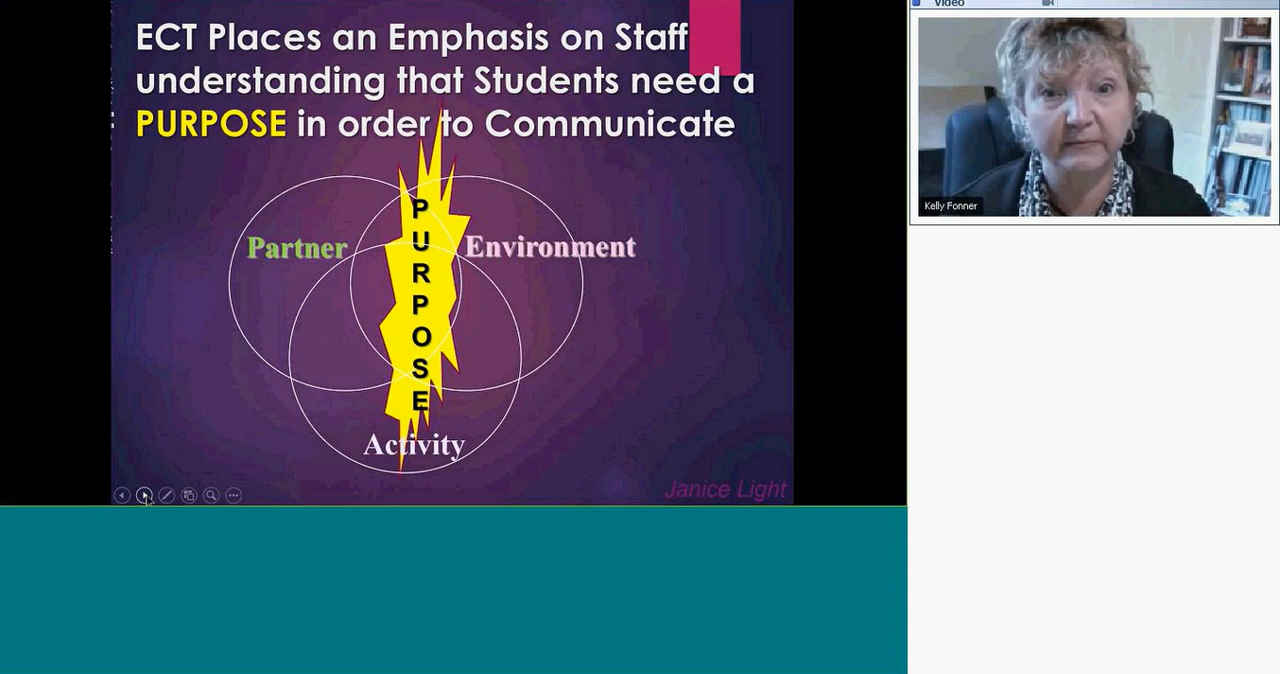 ECT Places an Emphasis on Staff
understanding that Students need a
PURPOSE in order to Communicate
Partner
Environment
PURPOSE
Activity
Janice Light
Video
Kelly Fonner